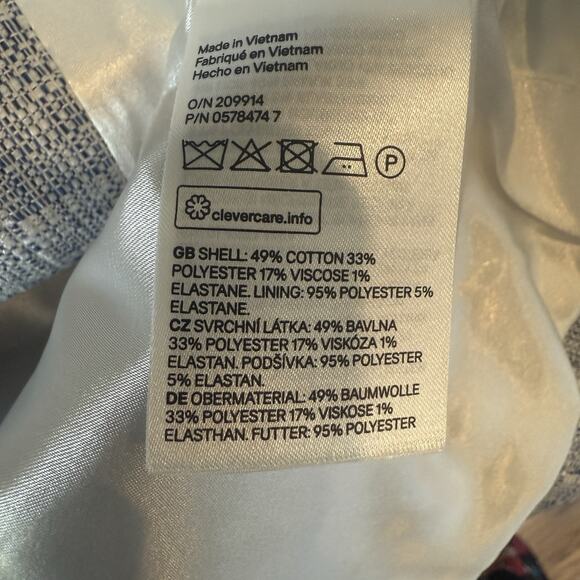 Made in Vietnam
Fabriqué en Vietnam
Hecho en Vietnam
O/N 209914
P/N 0578474 7
P
clevercare.info
GB SHELL: 49% COTTON 33%
POLYESTER 17% VISCOSE 1%
ELASTANE. LINING: 95% POLYESTER 5%
ELASTANE.
CZ SVRCHNÍ LÁTKA: 49% BAVLNA
33% POLYESTER 17% VISKÓZA 1%
ELASTAN. PODŠÍVKA: 95% POLYESTER
5% ELASTAN.
DE OBERMATERIAL: 49% BAUMWOLLE
33% POLYESTER 17% VISKOSE 1%
ELASTHAN. FUTTER: 95% POLYESTER